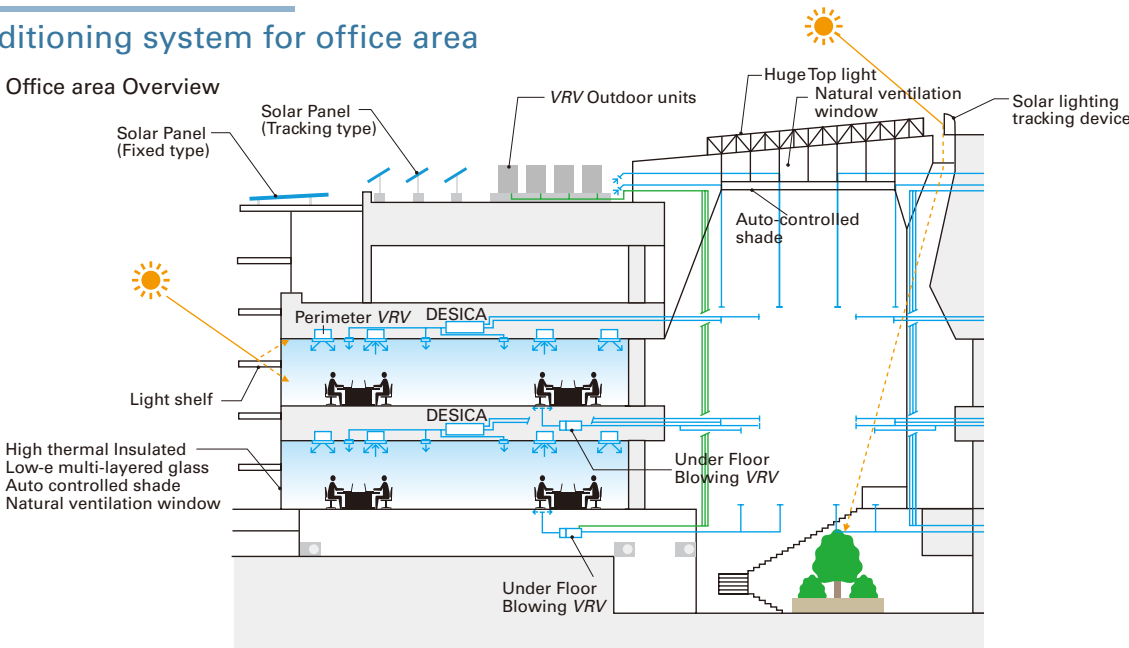 ditioning system for office area
Office area Overview
Solar Panel
(Fixed type)
Solar Panel
(Tracking type)
VRV Outdoor units
Huge Top light
Natural ventilation
window
Solar lighting
tracking device
Auto-controlled
shade
Perimeter VRV
DESICA
Light shelf
DESICA
High thermal Insulated
Low-e multi-layered glass
Auto controlled shade
Natural ventilation window
Under Floor
Blowing VRV
Under Floor
Blowing VRV